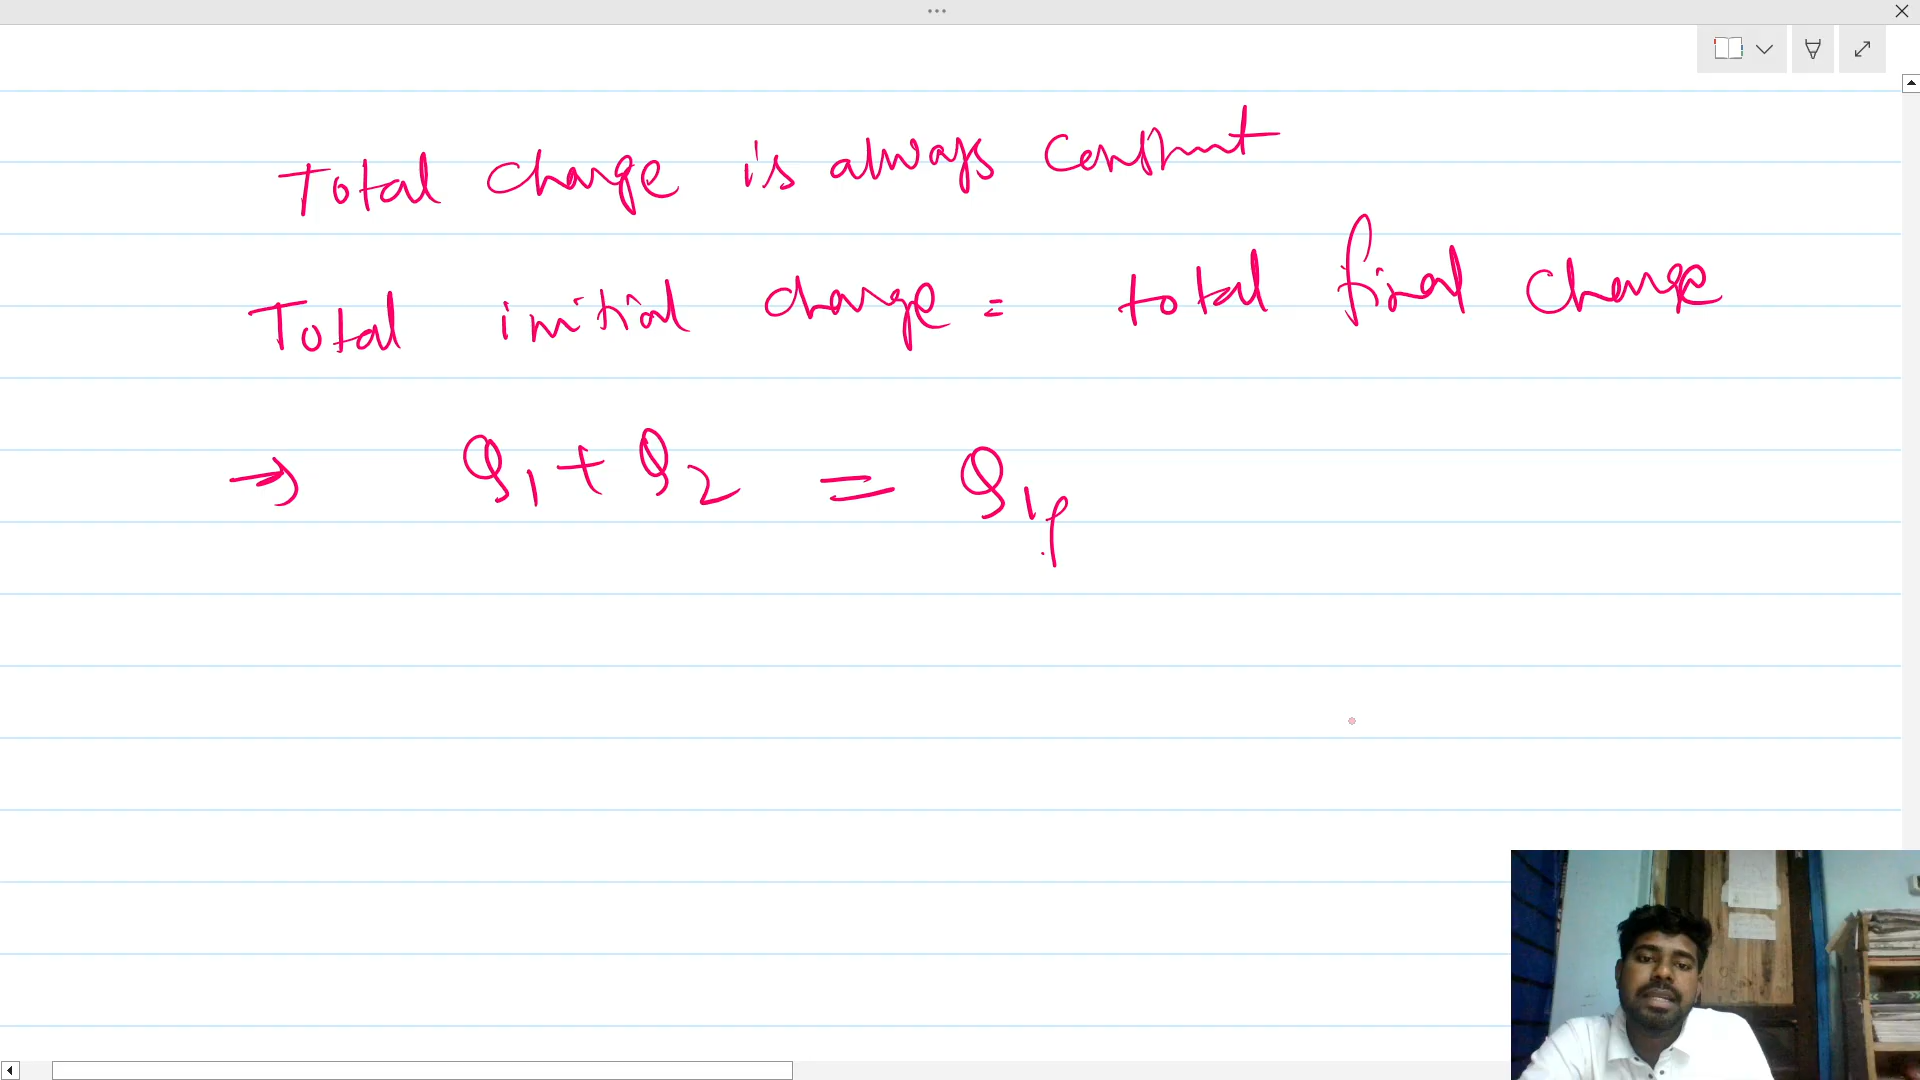 Total charge is always constant
Total initial charge = total final charge
→ Q₁ + Q₂ = Q₁f